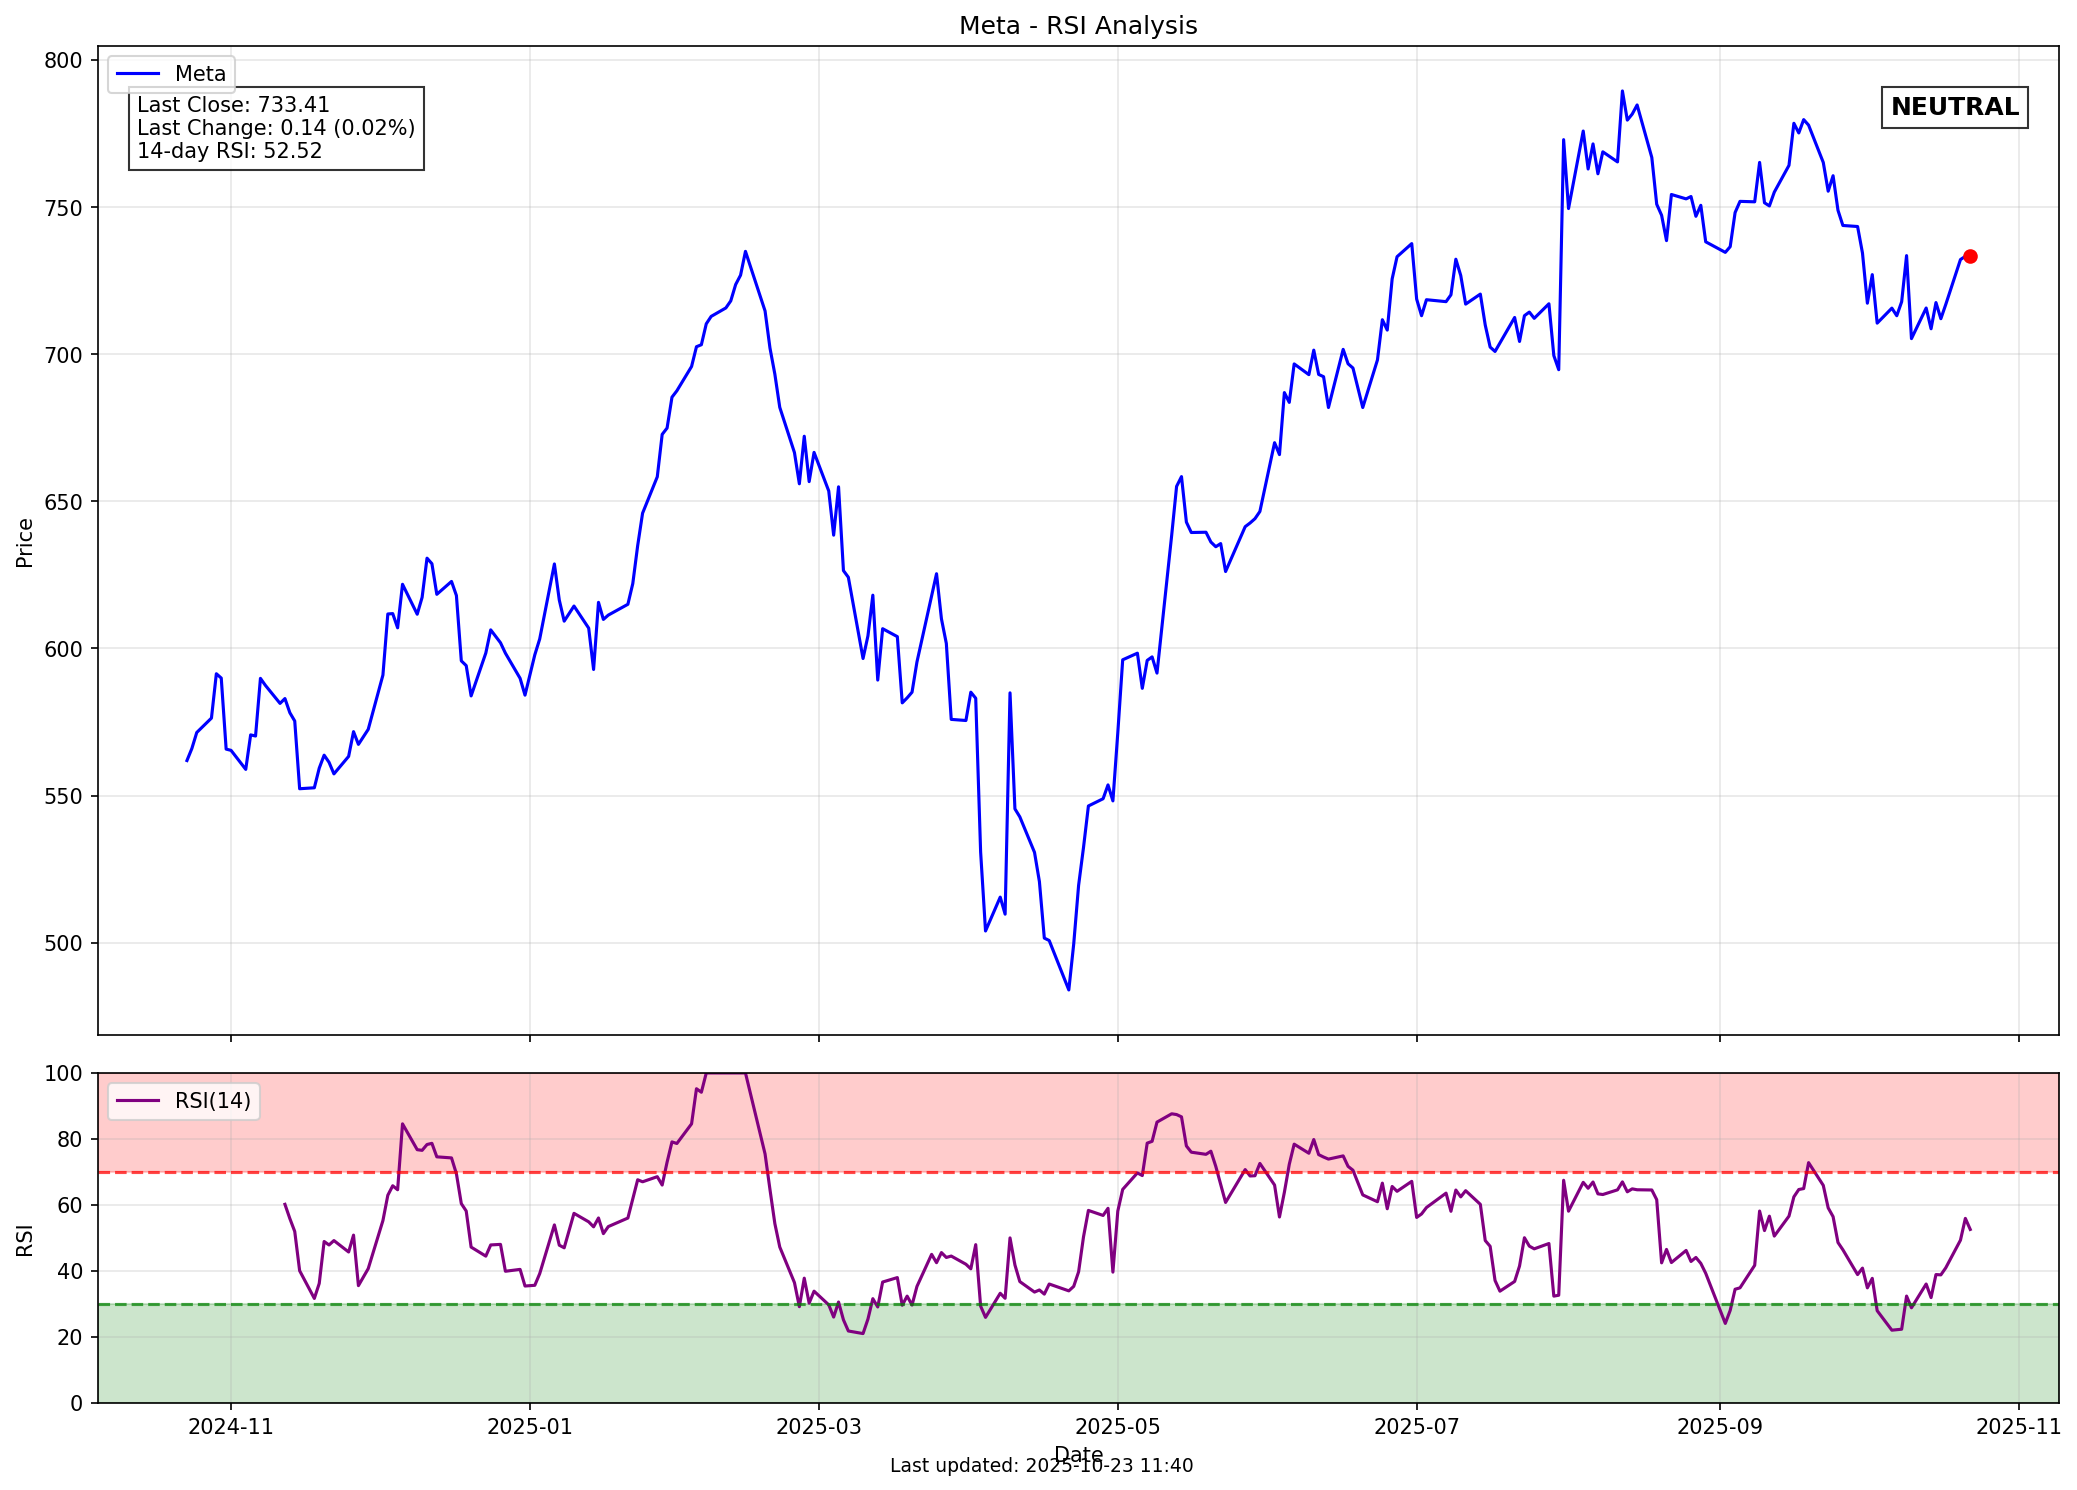 Meta - RSI Analysis
Meta
Last Close: 733.41
Last Change: 0.14 (0.02%)
14-day RSI: 52.52
NEUTRAL
Price
800
750
700
650
600
550
500
RSI(14)
RSI
100
80
60
40
20
0
2024-11
2025-01
2025-03
2025-05
2025-07
2025-09
2025-11
Date
Last updated: 2025-10-23 11:40